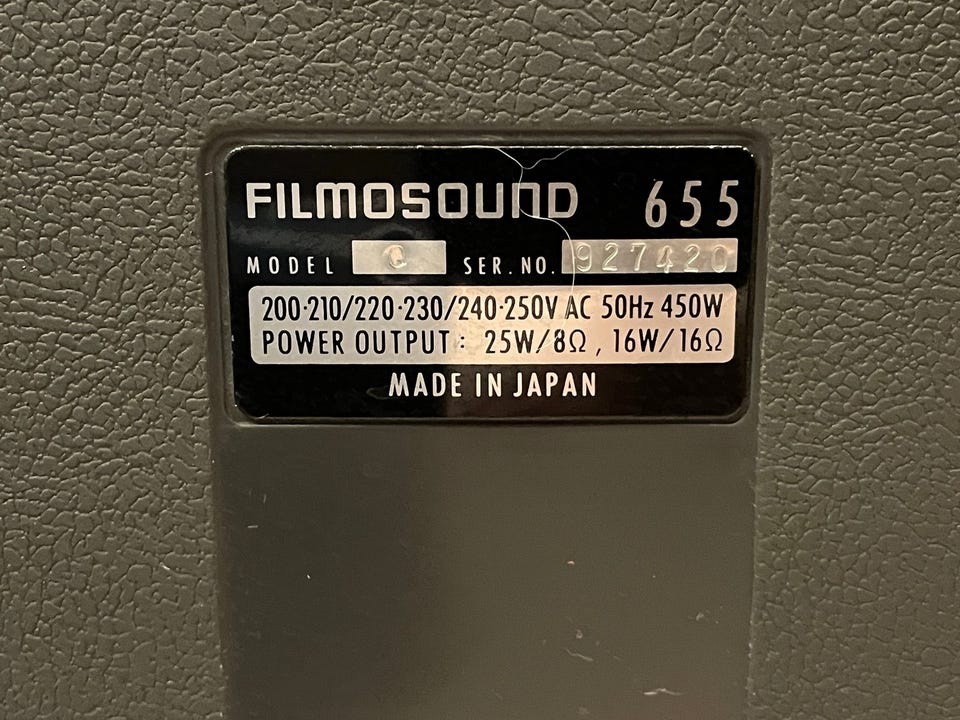 FILMOSOUND 655
MODEL C SER.NO. 927420
200·210/220·230/240·250V AC 50Hz 450W
POWER OUTPUT : 25W/8Ω , 16W/16Ω
MADE IN JAPAN